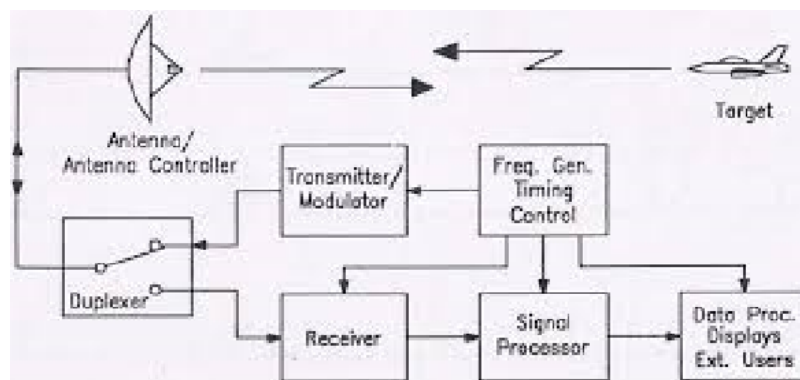 Target
Antenna/
Antenna Controller
Transmitter/
Modulator
Freq. Gen.
Timing
Control
Duplexer
Receiver
Signal
Processor
Data Proc.
Displays
Ext. Users